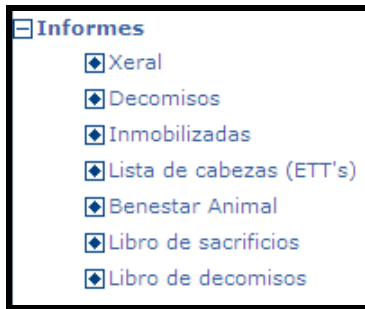 Informes
Xeral
Decomisos
Inmobilizadas
Lista de cabezas (ETT's)
Benestar Animal
Libro de sacrificios
Libro de decomisos